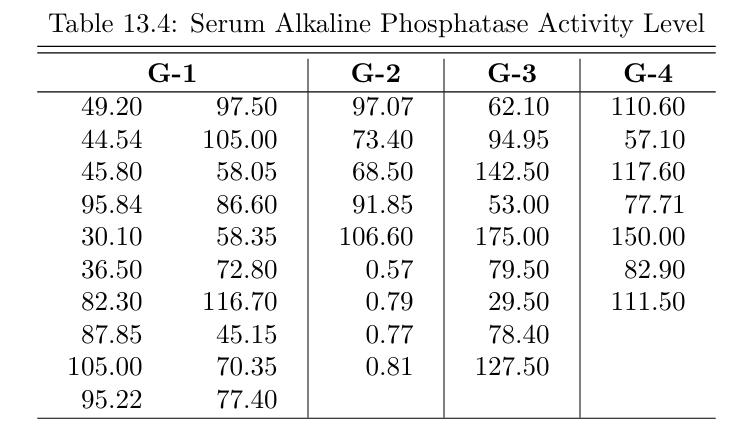 Table 13.4: Serum Alkaline Phosphatase Activity Level
G-1 G-2 G-3 G-4
49.20 97.50 97.07 62.10 110.60
44.54 105.00 73.40 94.95 57.10
45.80 58.05 68.50 142.50 117.60
95.84 86.60 91.85 53.00 77.71
30.10 58.35 106.60 175.00 150.00
36.50 72.80 0.57 79.50 82.90
82.30 116.70 0.79 29.50 111.50
87.85 45.15 0.77 78.40
105.00 70.35 0.81 127.50
95.22 77.40